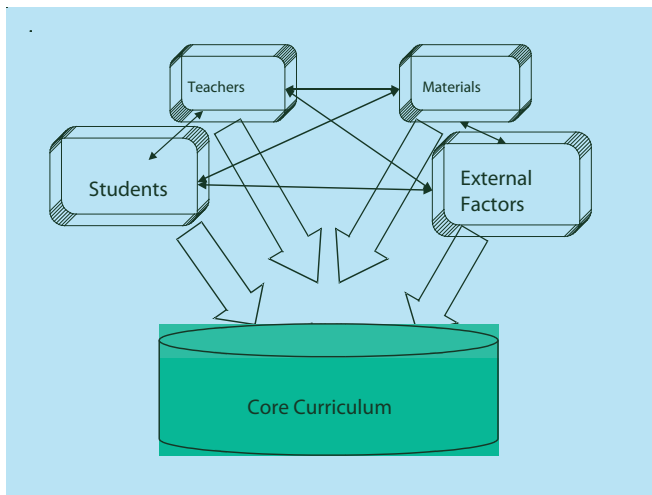 Teachers
Materials
Students
External
Factors
Core Curriculum